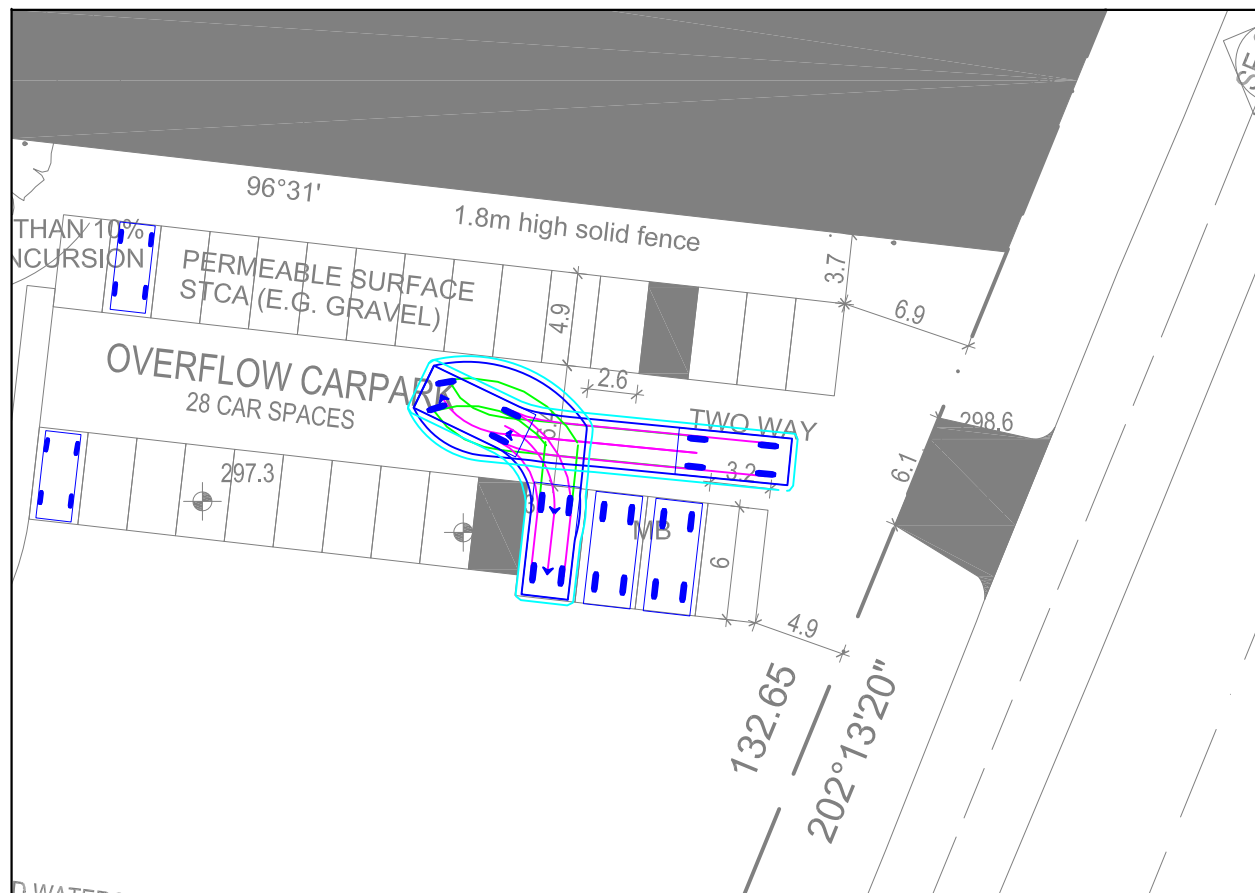 96°31'
1.8m high solid fence
THAN 10%
NCURSION
PERMEABLE SURFACE
STCA (E.G. GRAVEL)
3.7
6.9
4.9
2.6
OVERFLOW CARPARK
28 CAR SPACES
TWO WAY
298.6
6.1
3.2
297.3
MB
6
4.9
132.65
202°13'20"